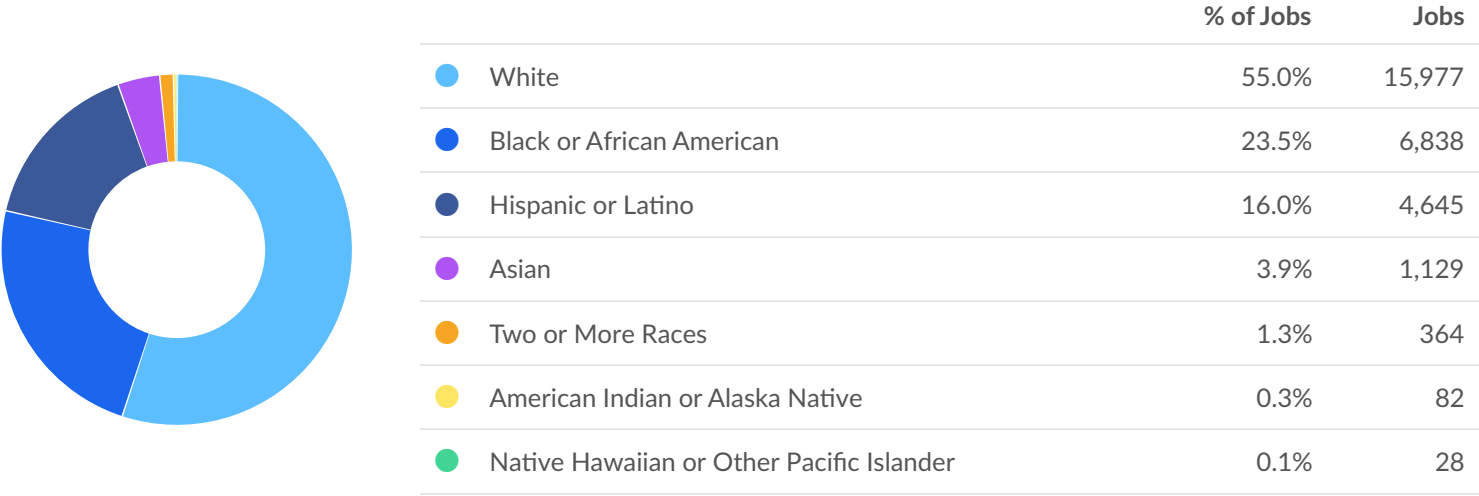 % of Jobs Jobs
White 55.0% 15,977
Black or African American 23.5% 6,838
Hispanic or Latino 16.0% 4,645
Asian 3.9% 1,129
Two or More Races 1.3% 364
American Indian or Alaska Native 0.3% 82
Native Hawaiian or Other Pacific Islander 0.1% 28